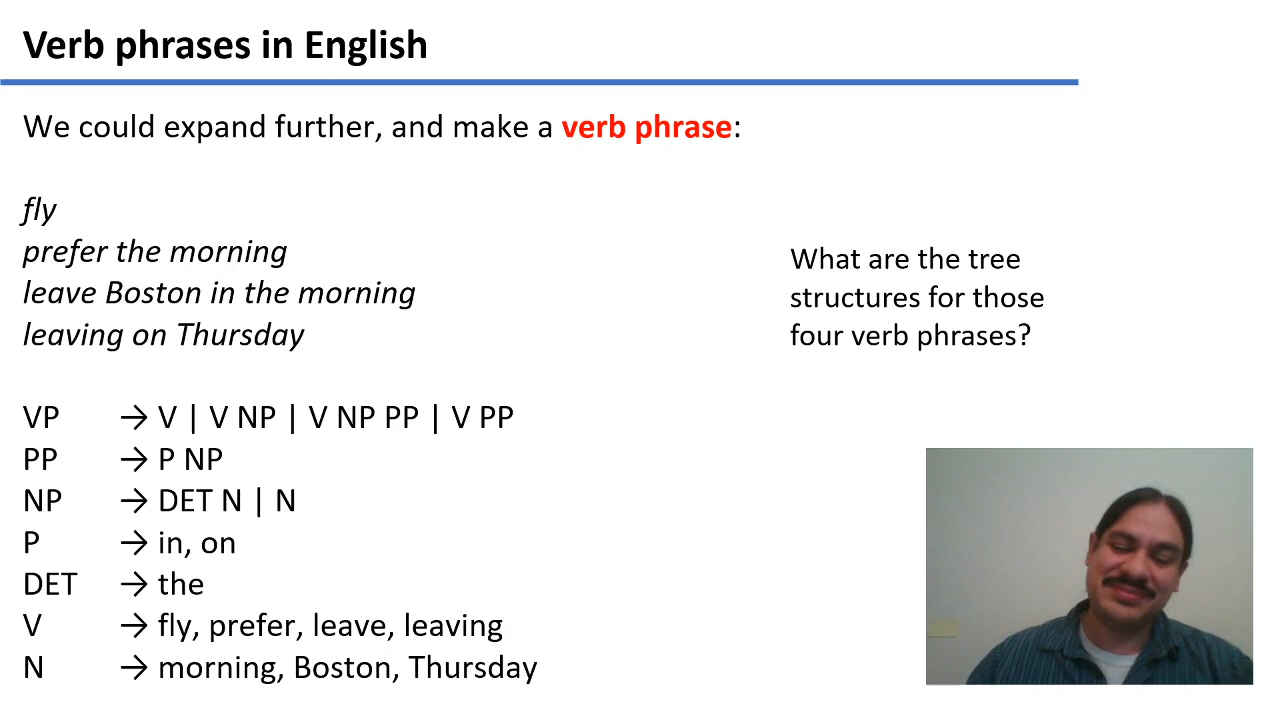 Verb phrases in English
We could expand further, and make a verb phrase:
fly
prefer the morning
leave Boston in the morning
leaving on Thursday
What are the tree
structures for those
four verb phrases?
VP → V | V NP | V NP PP | V PP
PP → P NP
NP → DET N | N
P → in, on
DET → the
V → fly, prefer, leave, leaving
N → morning, Boston, Thursday